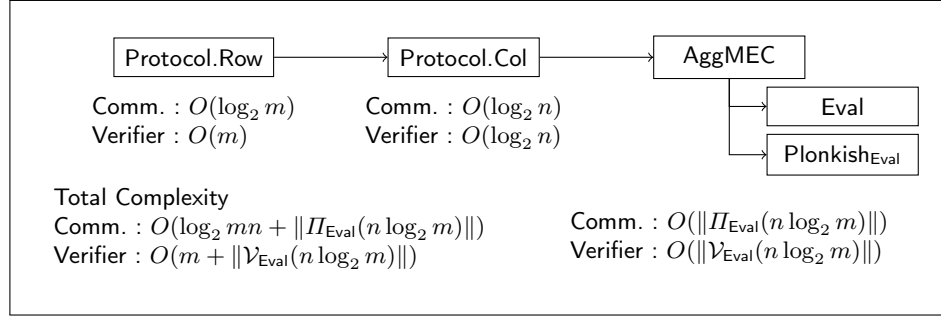 Protocol.Row Protocol.Col AggMEC
Comm. : O(log₂ m) Comm. : O(log₂ n)
Verifier : O(m) Verifier : O(log₂ n)
Eval
Plonkish_Eval
Total Complexity
Comm. : O(log₂ mn + ‖Π_Eval(n log₂ m)‖)
Verifier : O(m + ‖𝒱_Eval(n log₂ m)‖)
Comm. : O(‖Π_Eval(n log₂ m)‖)
Verifier : O(‖𝒱_Eval(n log₂ m)‖)